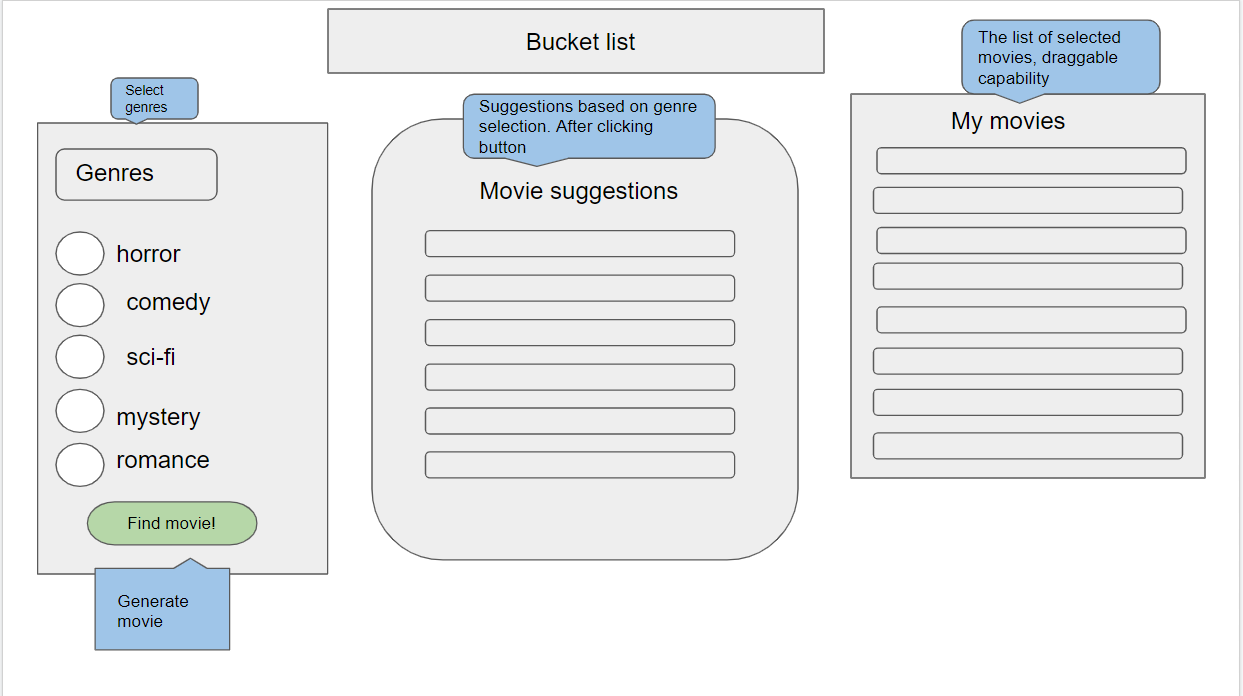 Bucket list
The list of selected
movies, draggable
capability
Select
genres
Suggestions based on genre
selection. After clicking
button
My movies
Genres
Movie suggestions
horror
comedy
sci-fi
mystery
romance
Find movie!
Generate
movie